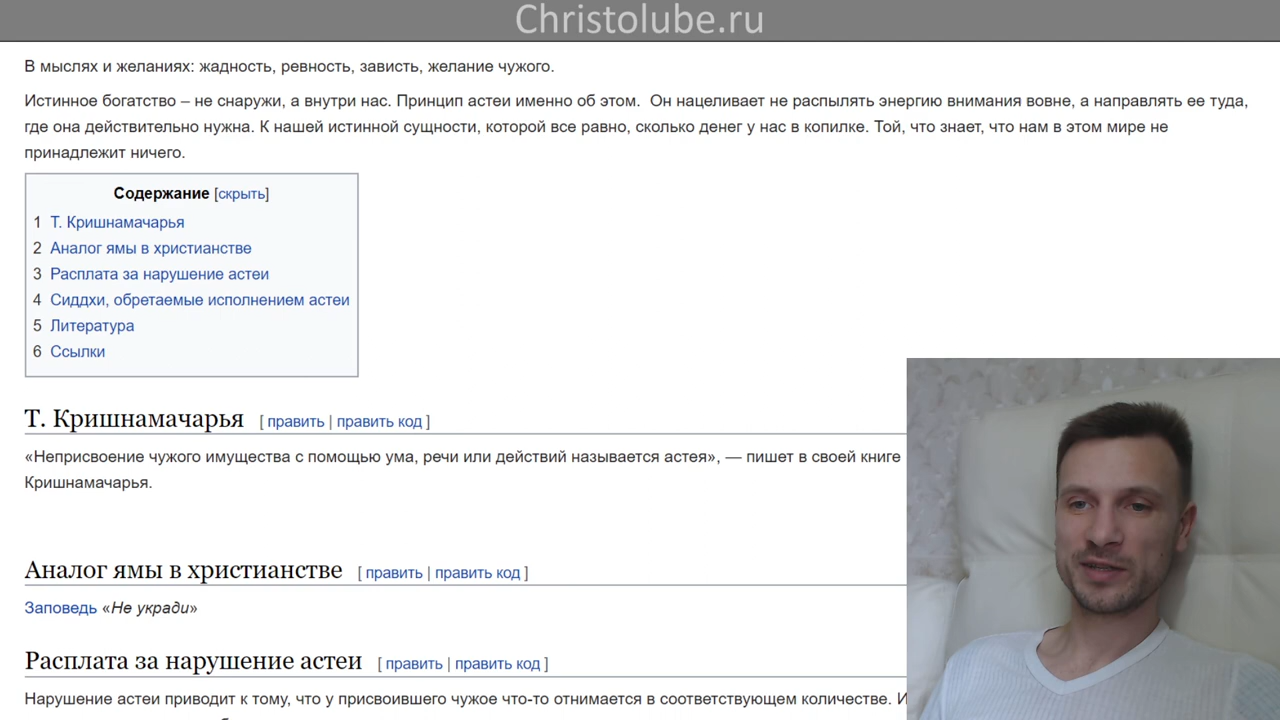 Christolube.ru
В мыслях и желаниях: жадность, ревность, зависть, желание чужого.
Истинное богатство – не снаружи, а внутри нас. Принцип астеи именно об этом.  Он нацеливает не распылять энергию внимания вовне, а направлять ее туда,
где она действительно нужна. К нашей истинной сущности, которой все равно, сколько денег у нас в копилке. Той, что знает, что нам в этом мире не
принадлежит ничего.
Содержание [скрыть]
1 Т. Кришнамачарья
2 Аналог ямы в христианстве
3 Расплата за нарушение астеи
4 Сиддхи, обретаемые исполнением астеи
5 Литература
6 Ссылки
Т. Кришнамачарья [ править | править код ]
«Неприсвоение чужого имущества с помощью ума, речи или действий называется астея», — пишет в своей книге
Кришнамачарья.
Аналог ямы в христианстве [ править | править код ]
Заповедь «Не укради»
Расплата за нарушение астеи [ править | править код ]
Нарушение астеи приводит к тому, что у присвоившего чужое что-то отнимается в соответствующем количестве. И